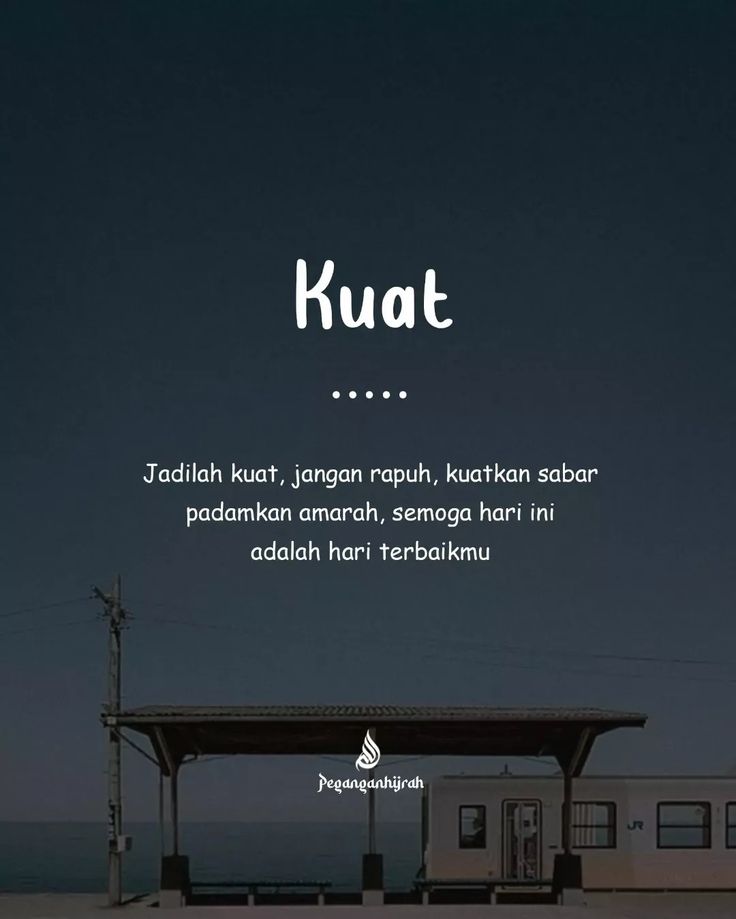 Kuat
.....
Jadilah kuat, jangan rapuh, kuatkan sabar
padamkan amarah, semoga hari ini
adalah hari terbaikmu
Peganganhijrah
JR